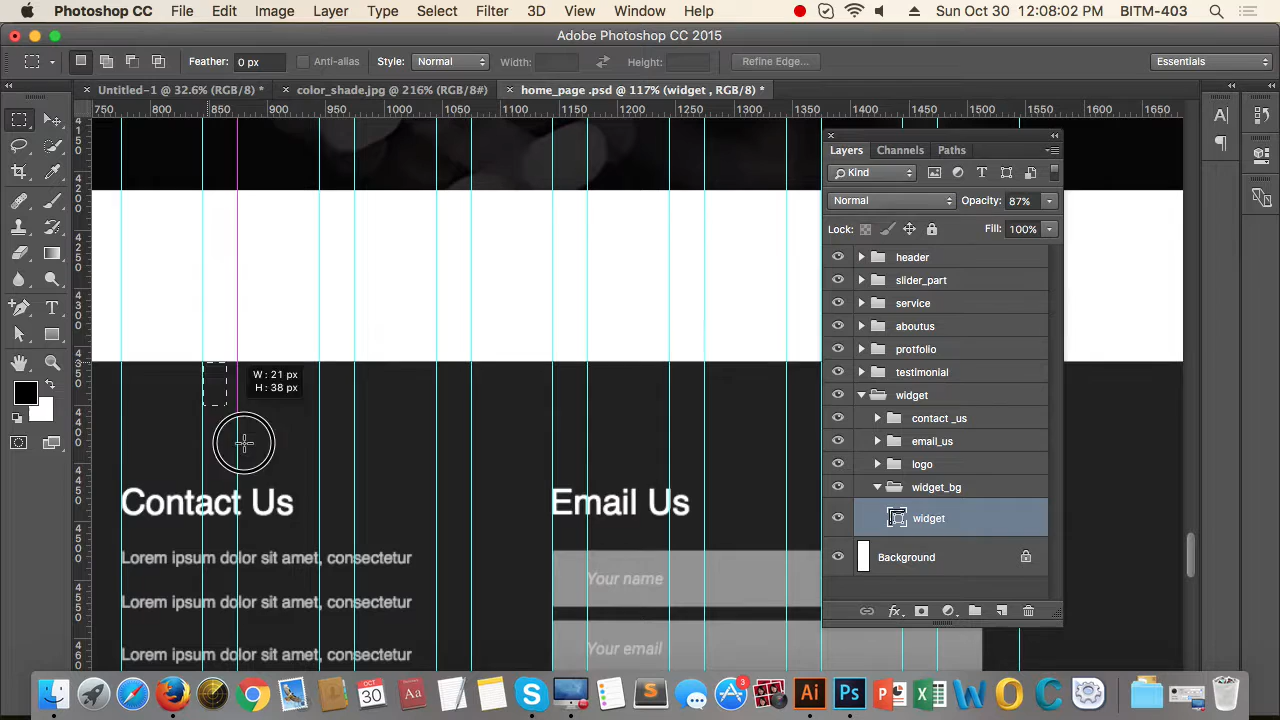 Photoshop CC File Edit Image Layer Type Select Filter 3D View Window Help Sun Oct 30 12:08:02 PM BITM-403
Adobe Photoshop CC 2015
Feather: 0 px Anti-alias Style: Normal Width: Height: Refine Edge... Essentials
Untitled-1 @ 32.6% (RGB/8) * color_shade.jpg @ 216% (RGB/8#) home_page .psd @ 117% (widget , RGB/8) *
750 800 850 900 950 1000 1050 1100 1150 1200 1250 1300 1350 1400 1450 1500 1550 1600 1650
Layers Channels Paths
Kind
Normal Opacity: 87%
Lock: Fill: 100%
header
slider_part
service
aboutus
protfolio
testimonial
widget
contact _us
email_us
logo
widget_bg
widget
Background
W : 21 px
H : 38 px
Contact Us Email Us
Lorem ipsum dolor sit amet, consectetur
Your name
Lorem ipsum dolor sit amet, consectetur
Your email
Lorem ipsum dolor sit amet, consectetur